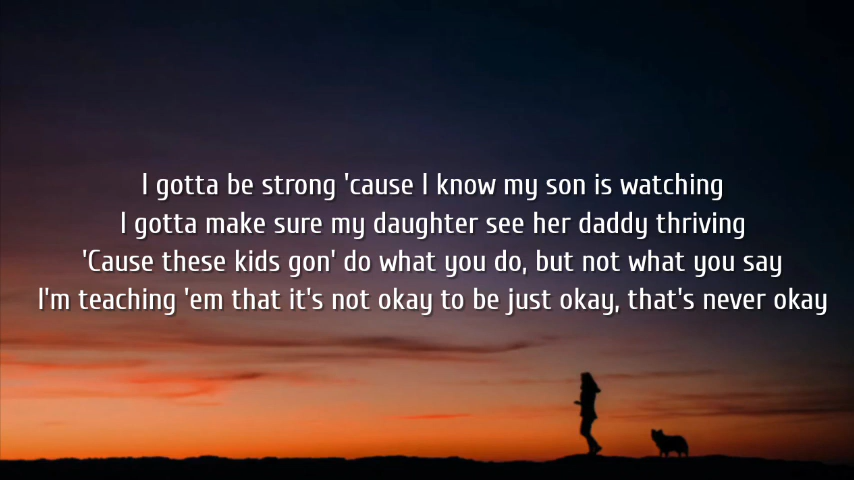 I gotta be strong 'cause I know my son is watching
I gotta make sure my daughter see her daddy thriving
'Cause these kids gon' do what you do, but not what you say
I'm teaching 'em that it's not okay to be just okay, that's never okay